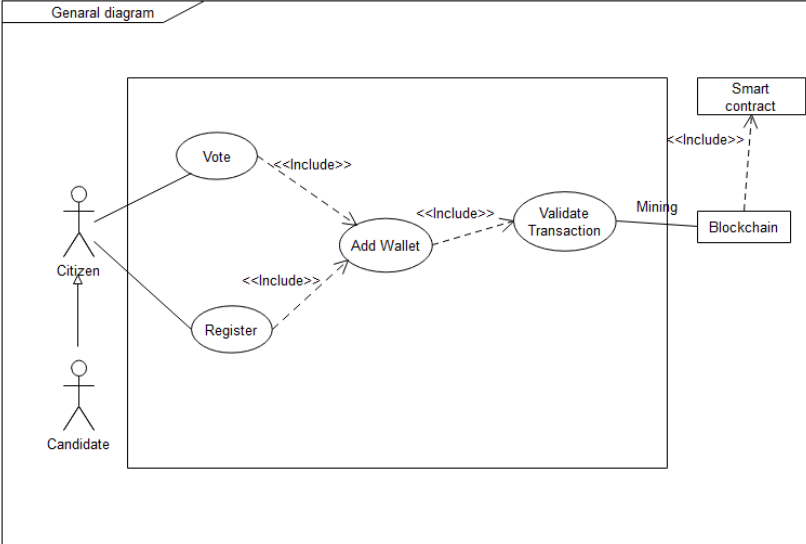 Genaral diagram
Smart
contract
<<Include>>
Vote
<<Include>>
Mining
<<Include>>
Validate
Transaction
Blockchain
Add Wallet
Citizen
<<Include>>
Register
Candidate